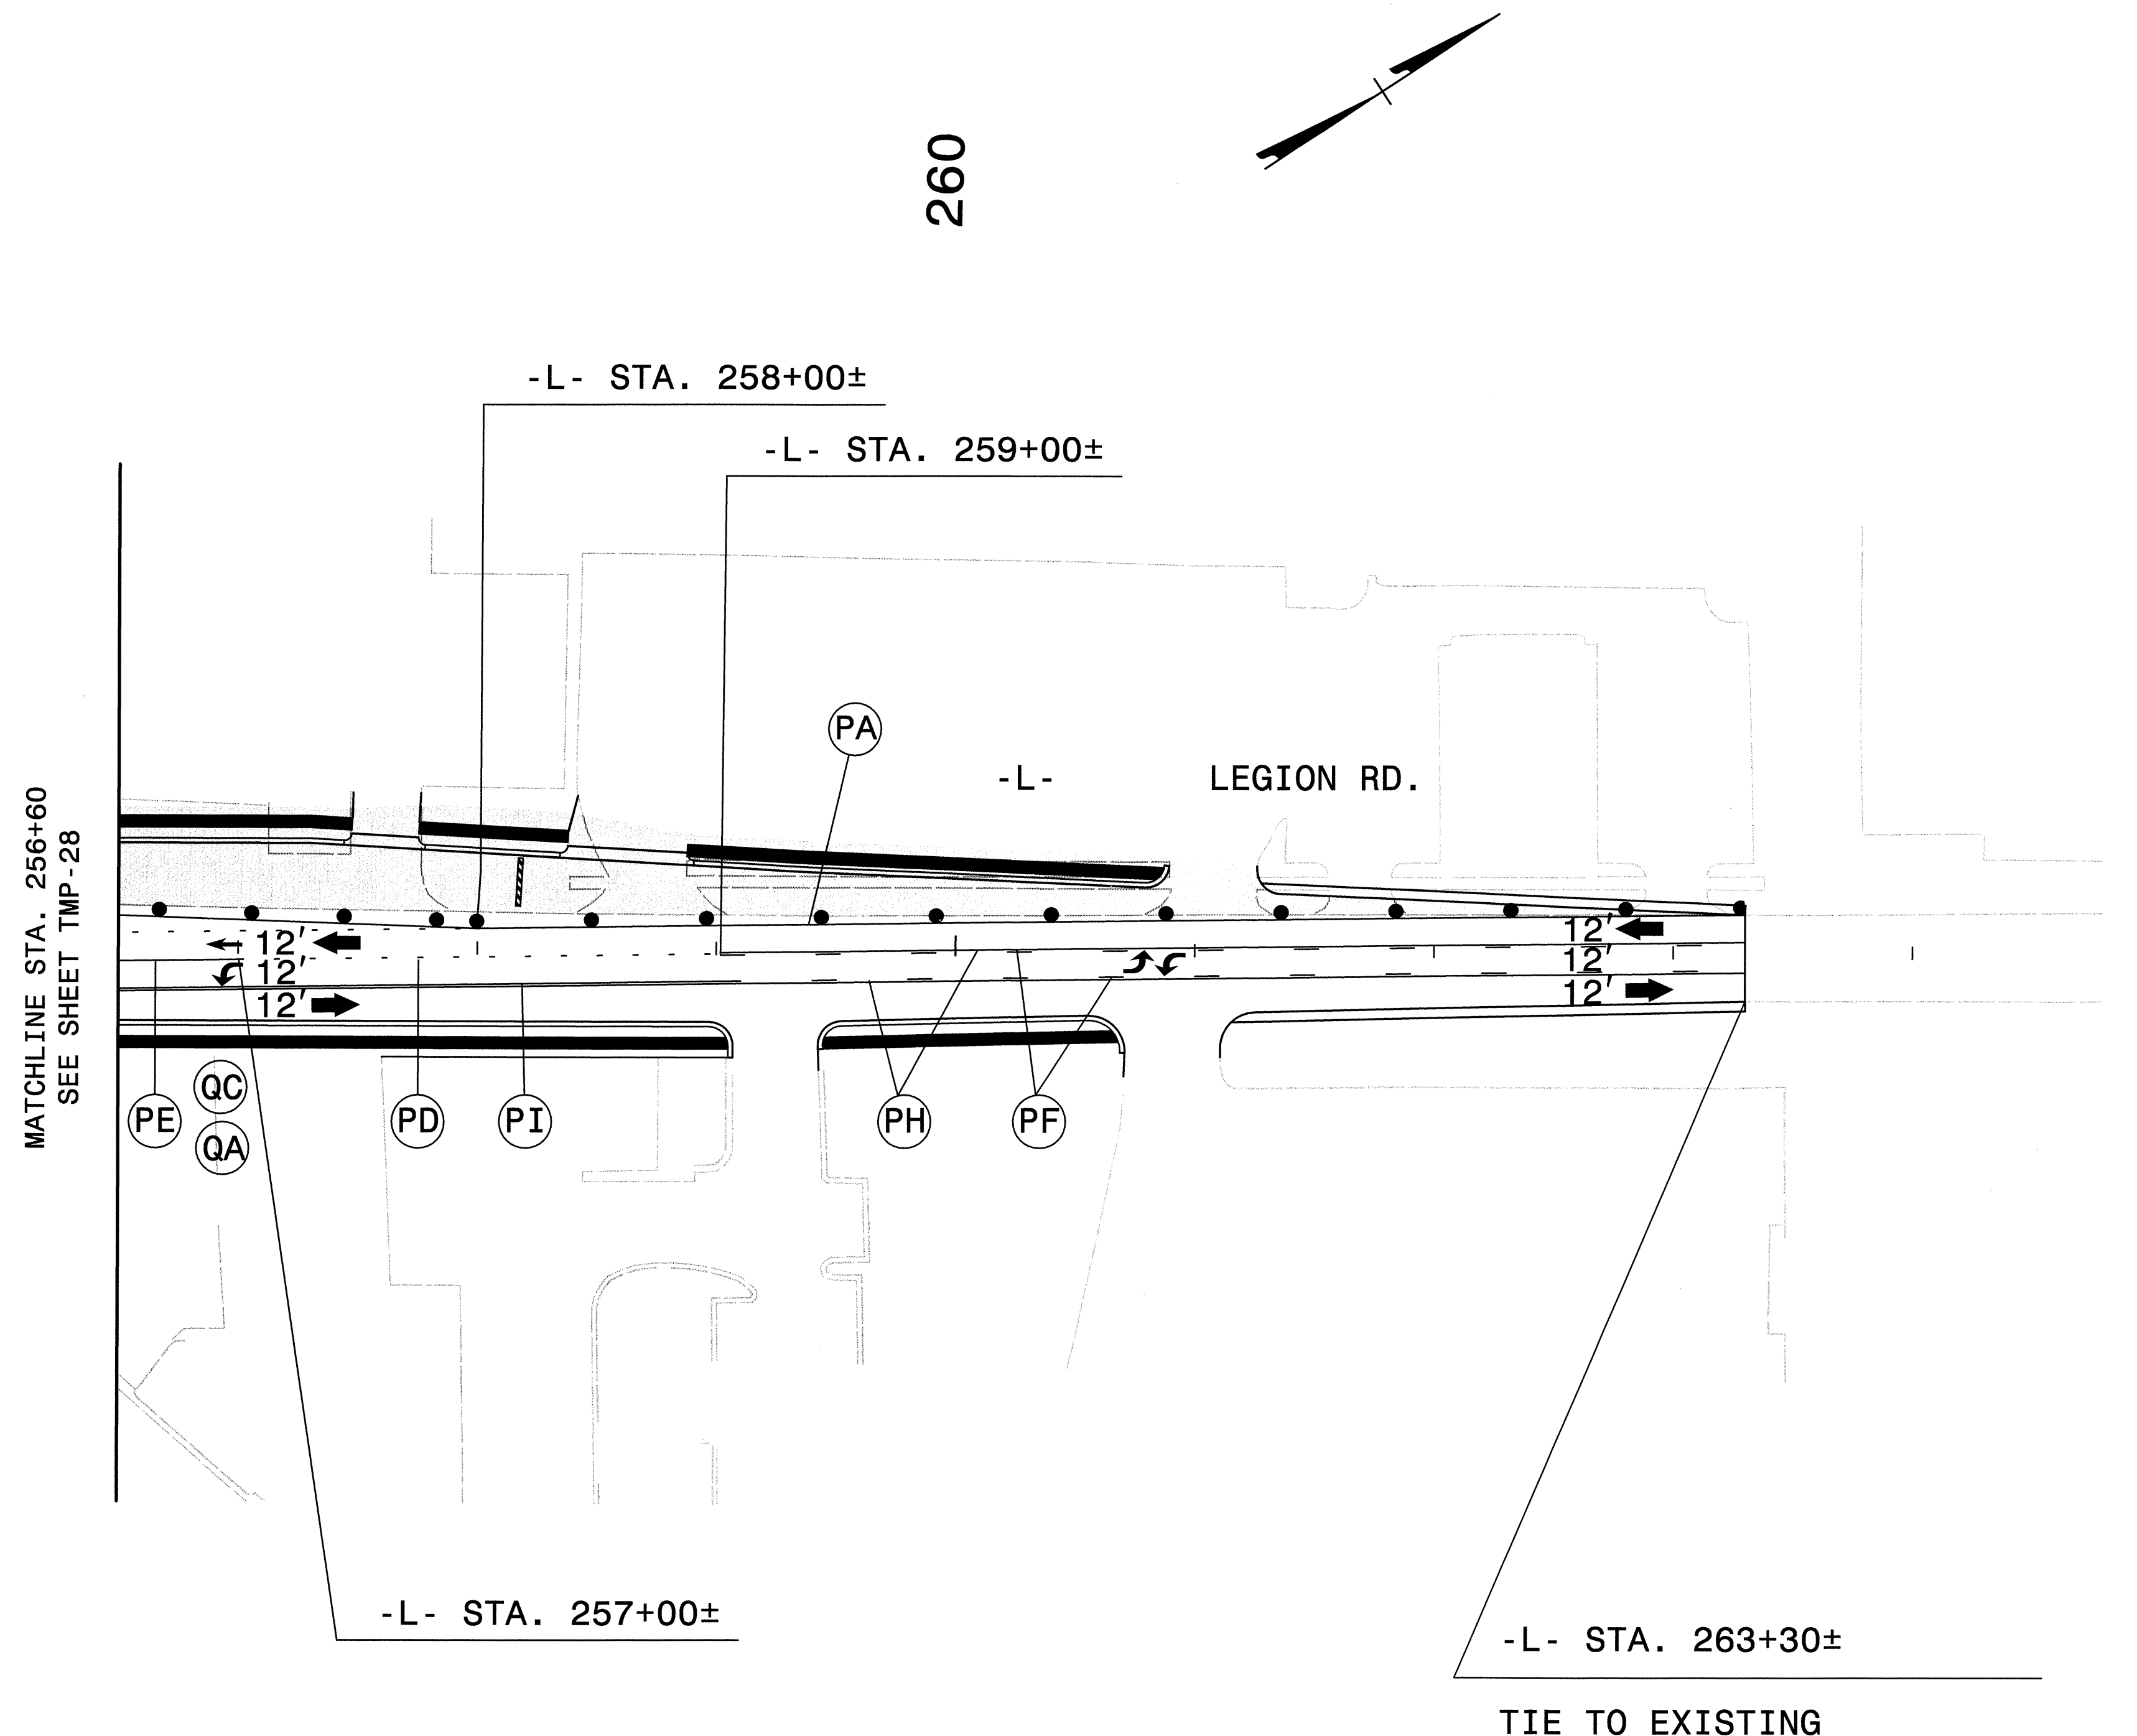 260
-L- STA. 258+00±
-L- STA. 259+00±
MATCHLINE STA. 256+60
SEE SHEET TMP-28
PA
-L- LEGION RD.
12' 12'
12' 12'
12' 12'
QC
PE PD PI PH PF
QA
-L- STA. 257+00±
-L- STA. 263+30±
TIE TO EXISTING